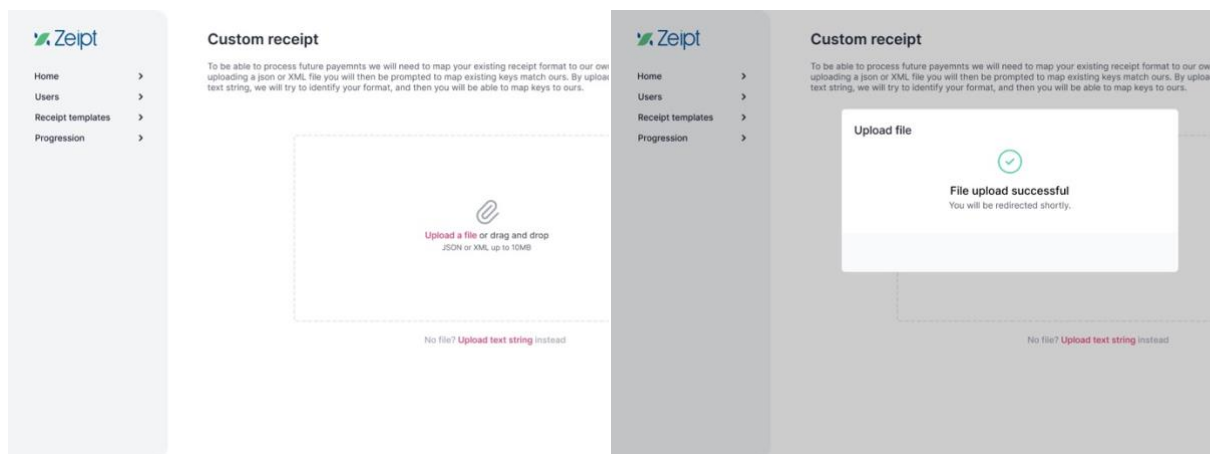 Zeipt
Home
Users
Receipt templates
Progression
Custom receipt
To be able to process future payemnts we will need to map your existing receipt format to our own
uploading a json or XML file you will then be prompted to map existing keys match ours. By
text string, we will try to identify your format, and then you will be able to map keys to ours.
Upload a file or drag and drop
JSON or XML up to 10MB
No file? Upload text string instead
Zeipt
Home
Users
Receipt templates
Progression
Custom receipt
To be able to process future payemnts we will need to map your existing receipt format to our
uploading a json or XML file you will then be prompted to map existing keys match ours. By
text string, we will try to identify your format, and then you will be able to map keys to ours.
Upload file
File upload successful
You will be redirected shortly.
No file? Upload text string instead